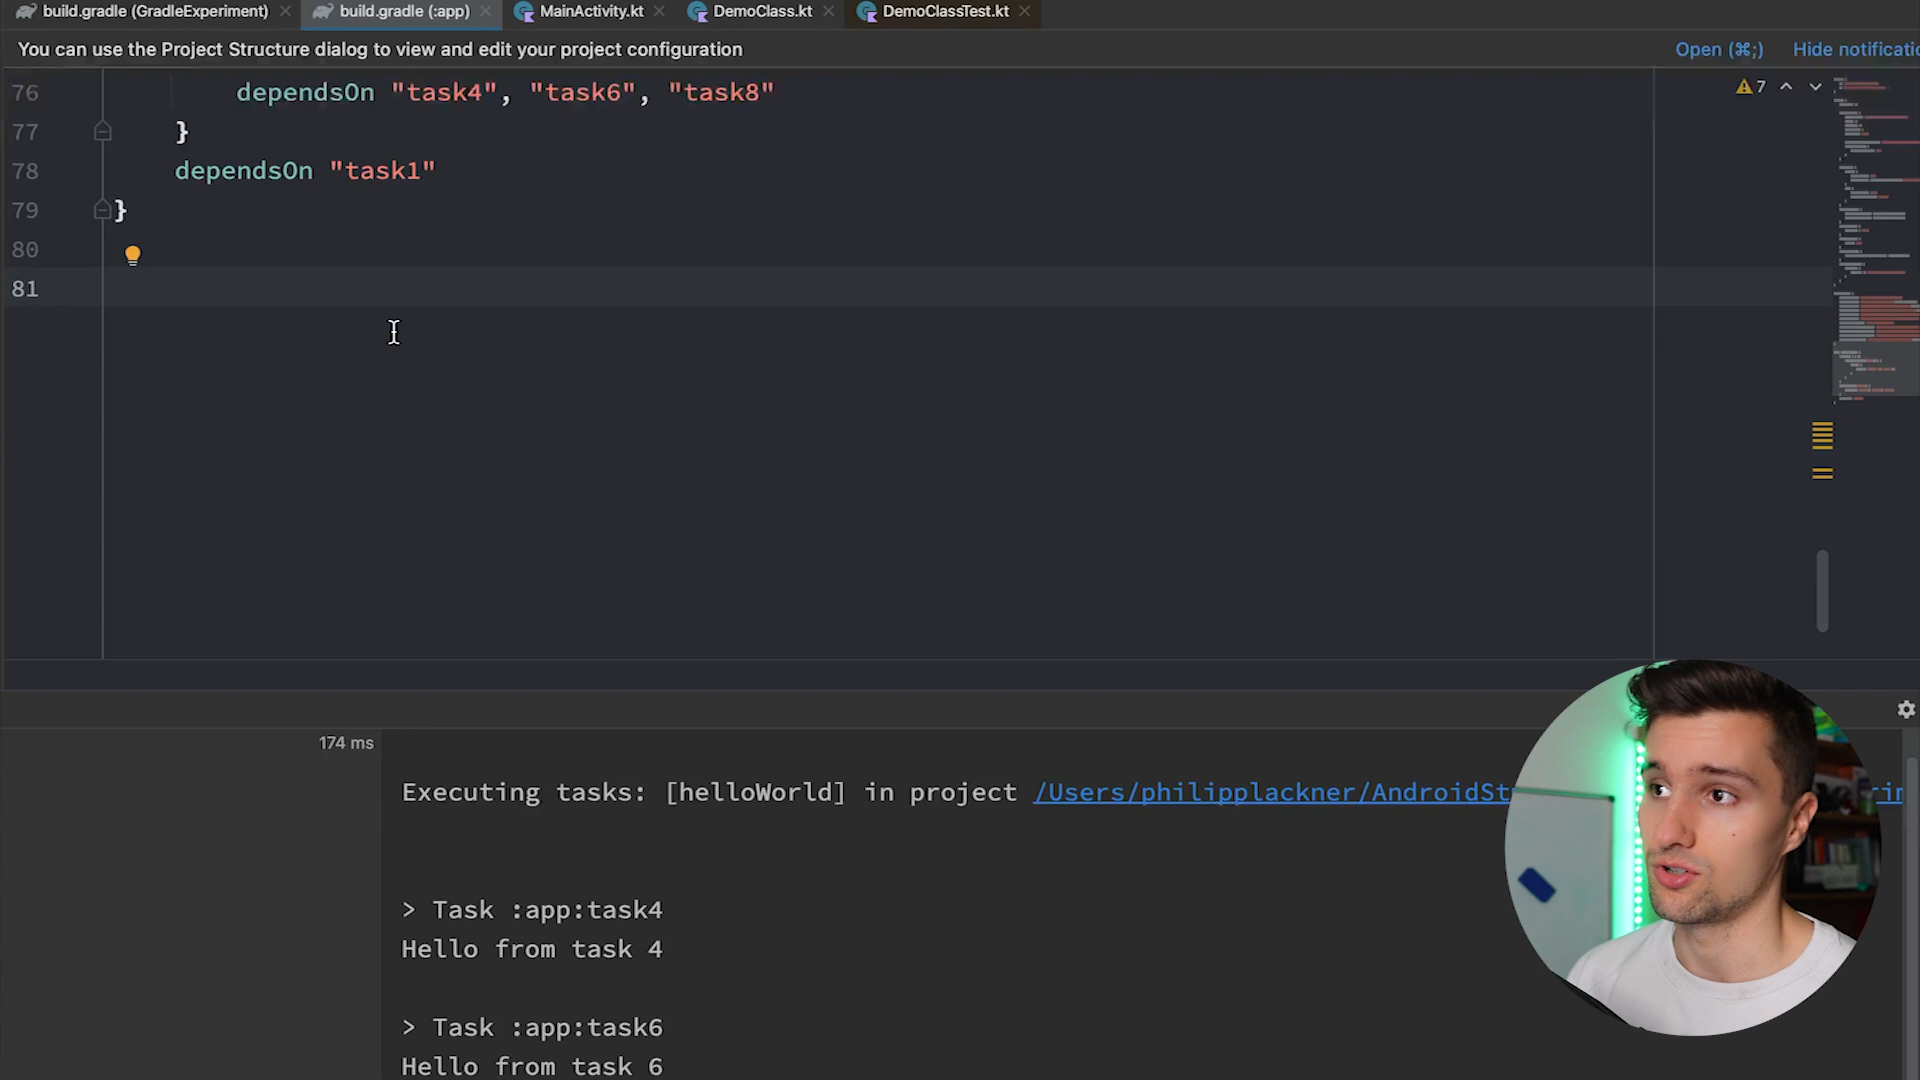 build.gradle (GradleExperiment) build.gradle (:app) MainActivity.kt DemoClass.kt DemoClassTest.kt
You can use the Project Structure dialog to view and edit your project configuration Open (⌘;) Hide notificatio
76 dependsOn "task4", "task6", "task8"
7
77 }
78 dependsOn "task1"
79 }
80
81
174 ms
Executing tasks: [helloWorld] in project /Users/philipplackner/AndroidSt
> Task :app:task4
Hello from task 4
> Task :app:task6
Hello from task 6